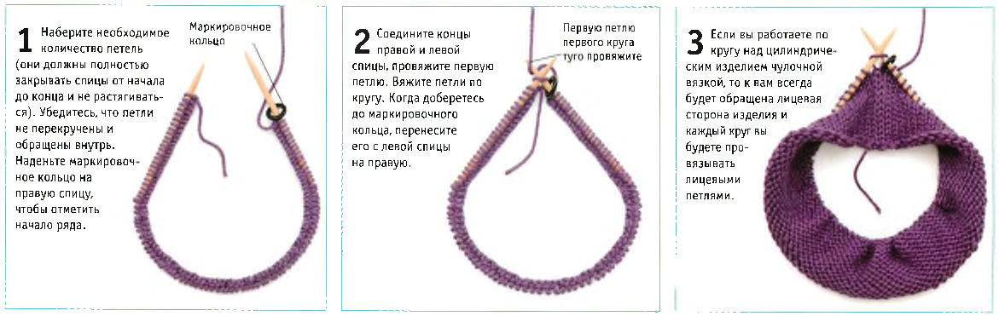 1 Наберите необходимое
количество петель
(они должны полностью
закрывать спицы от начала
до конца и не растягивать-
ся). Убедитесь, что петли
не перекручены и
обращены внутрь.
Наденьте маркировоч-
ное кольцо на
правую спицу,
чтобы отметить
начало ряда.
Маркировочное
кольцо
2 Соедините концы
правой и левой
спицы, провяжите первую
петлю. Вяжите петли по
кругу. Когда доберетесь
до маркировочного
кольца, перенесите
его с левой спицы
на правую.
Первую петлю
первого круга
туго провяжите
3 Если вы работаете по
кругу над цилиндриче-
ским изделием чулочной
вязкой, то к вам всегда
будет обращена лицевая
сторона изделия и
каждый круг вы
будете про-
вязывать
лицевыми
петлями.